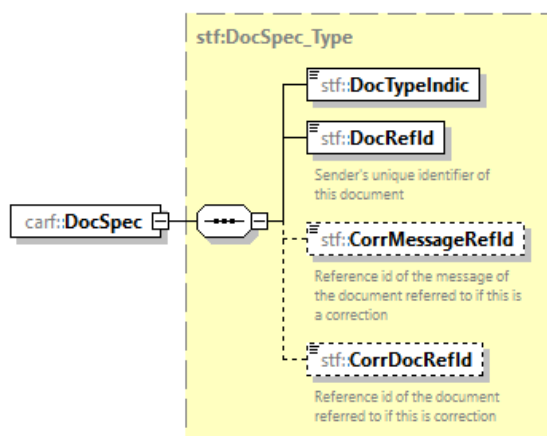 stf:DocSpec_Type
stf::DocTypeIndic
stf::DocRefId
Sender's unique identifier of
this document
carf::DocSpec
stf::CorrMessageRefId
Reference id of the message of
the document referred to if this is
a correction
stf::CorrDocRefId
Reference id of the document
referred to if this is correction